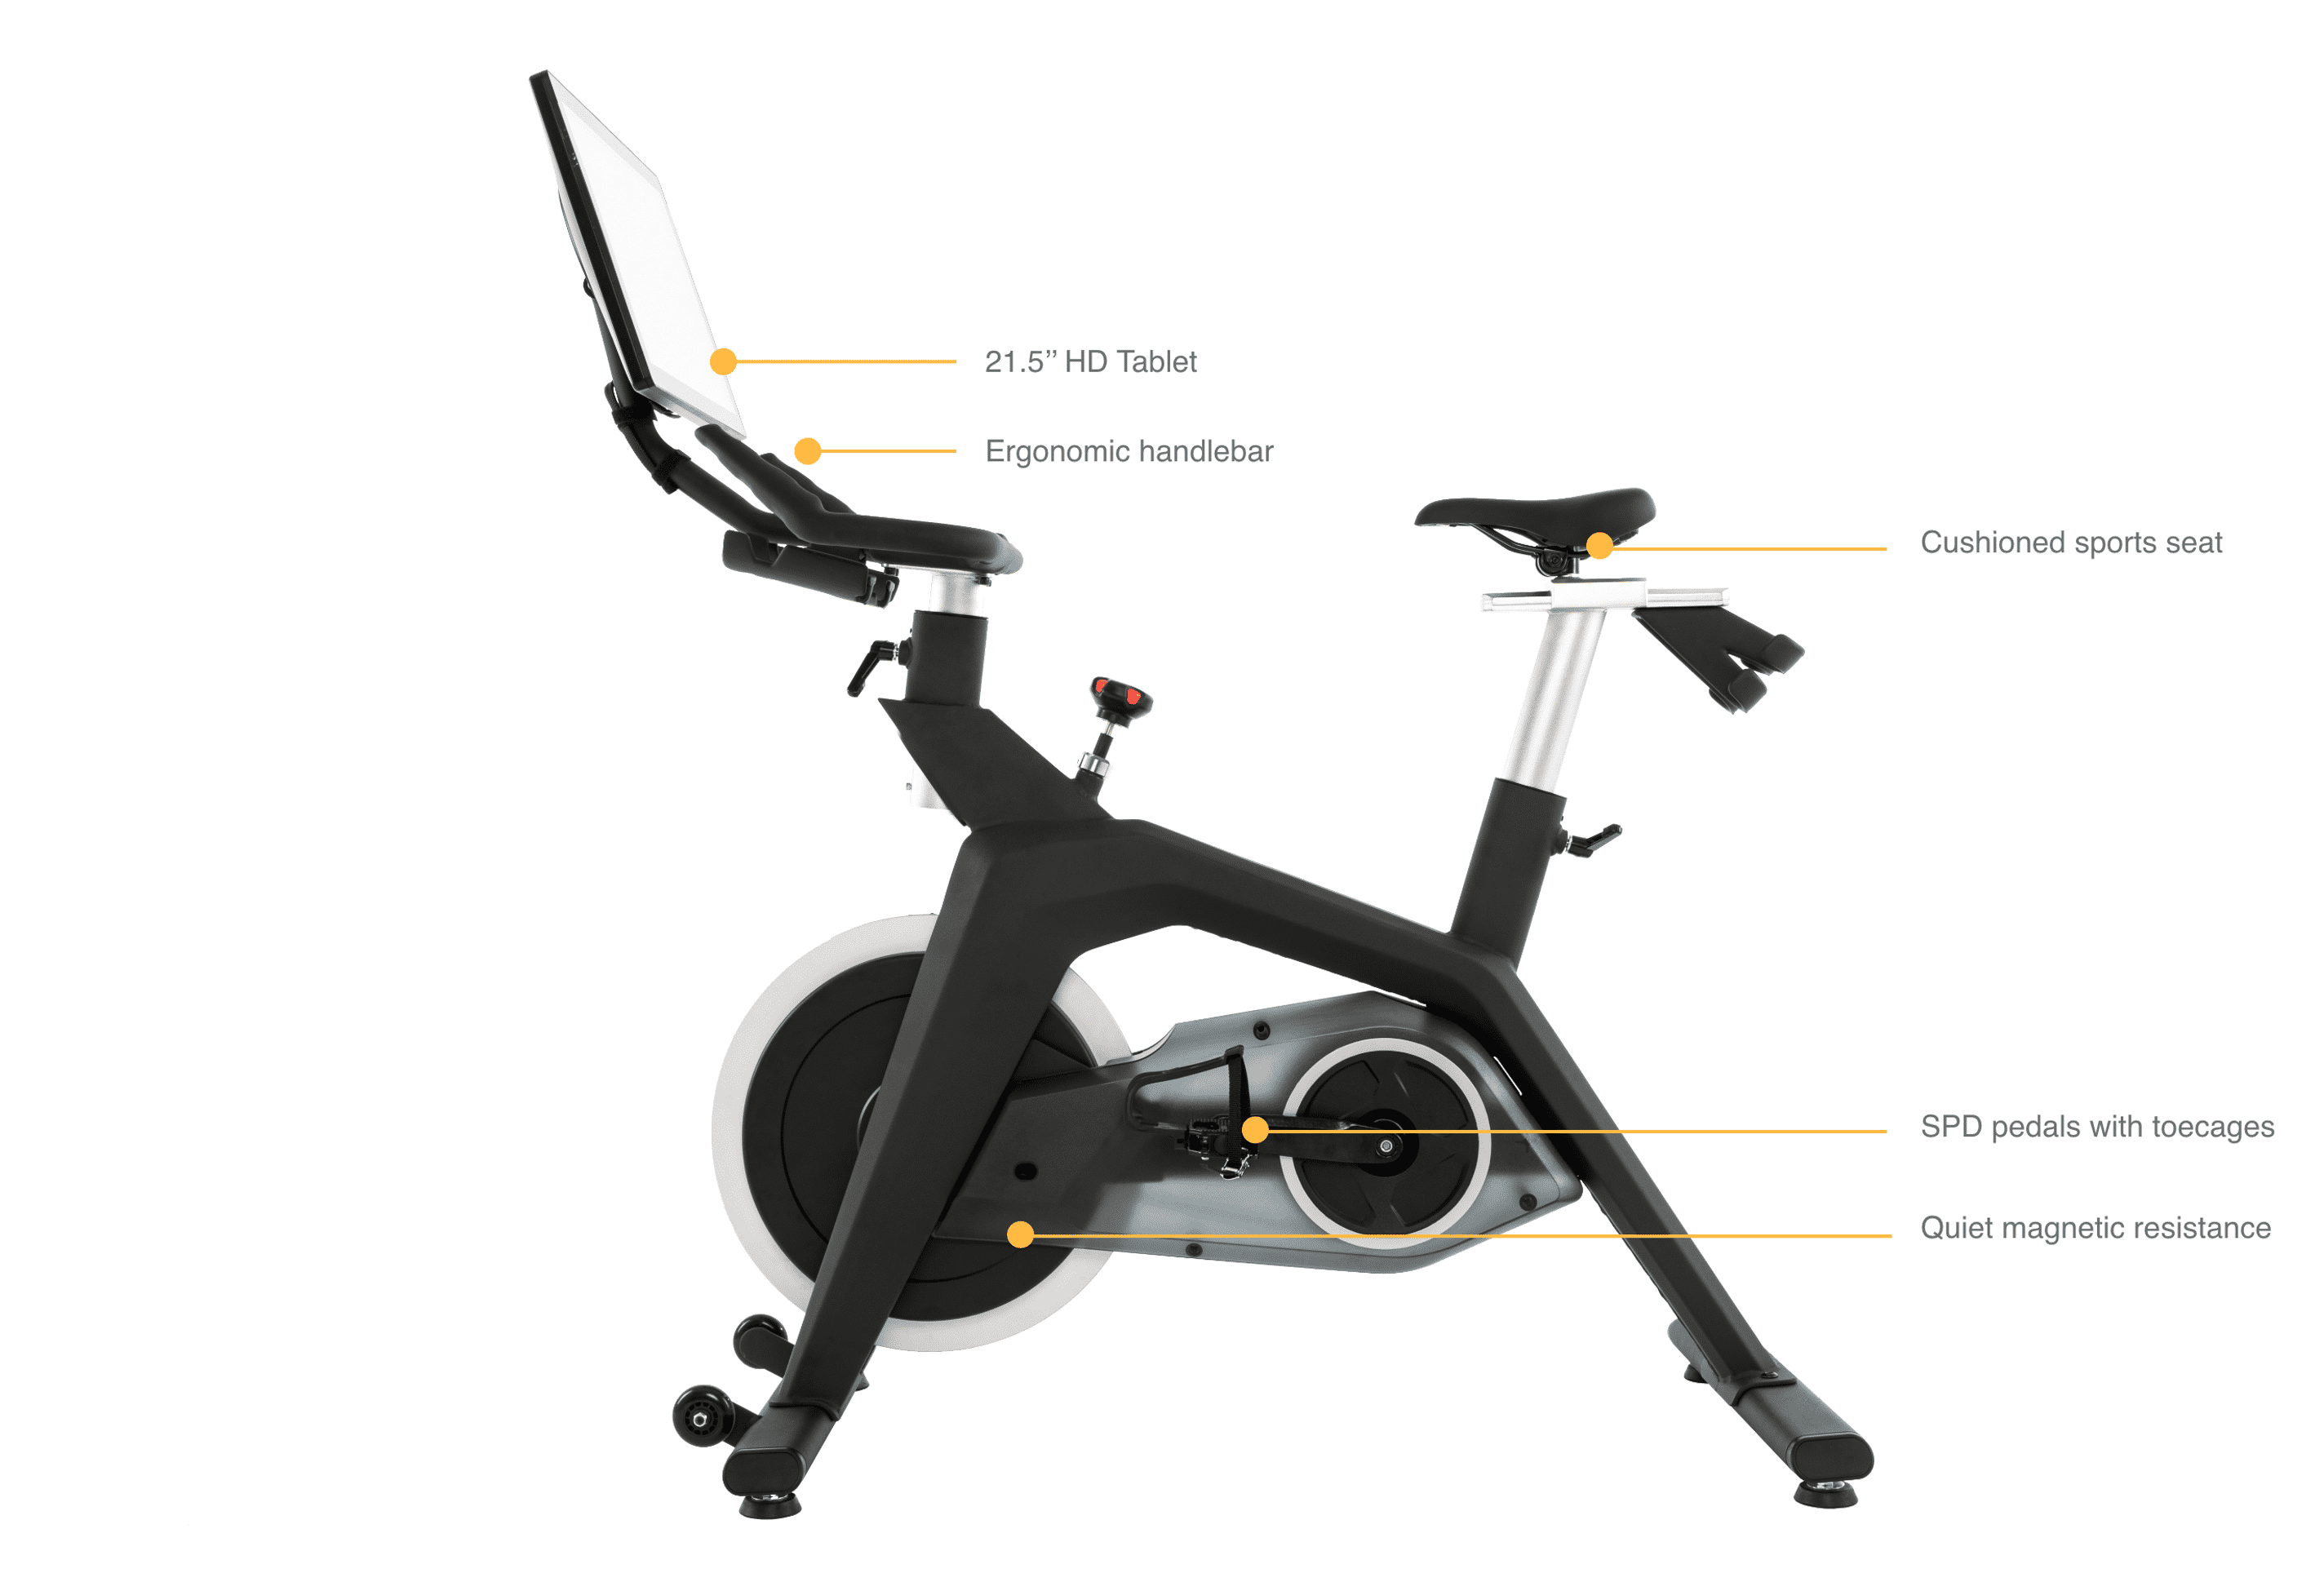 21.5’’ HD Tablet
Ergonomic handlebar
Cushioned sports seat
SPD pedals with toecages
Quiet magnetic resistance